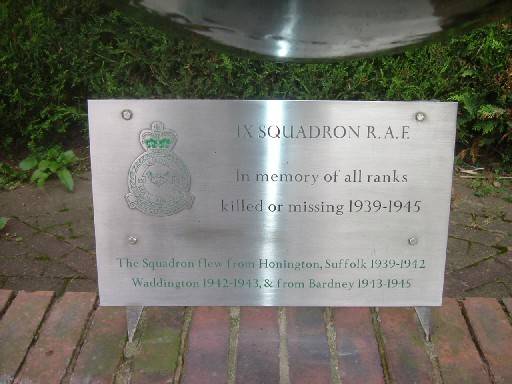 IX SQUADRON R.A.F.
In memory of all ranks
killed or missing 1939-1945
The Squadron flew from Honington, Suffolk 1939-1942
Waddington 1942-1943, & from Bardney 1943-1945